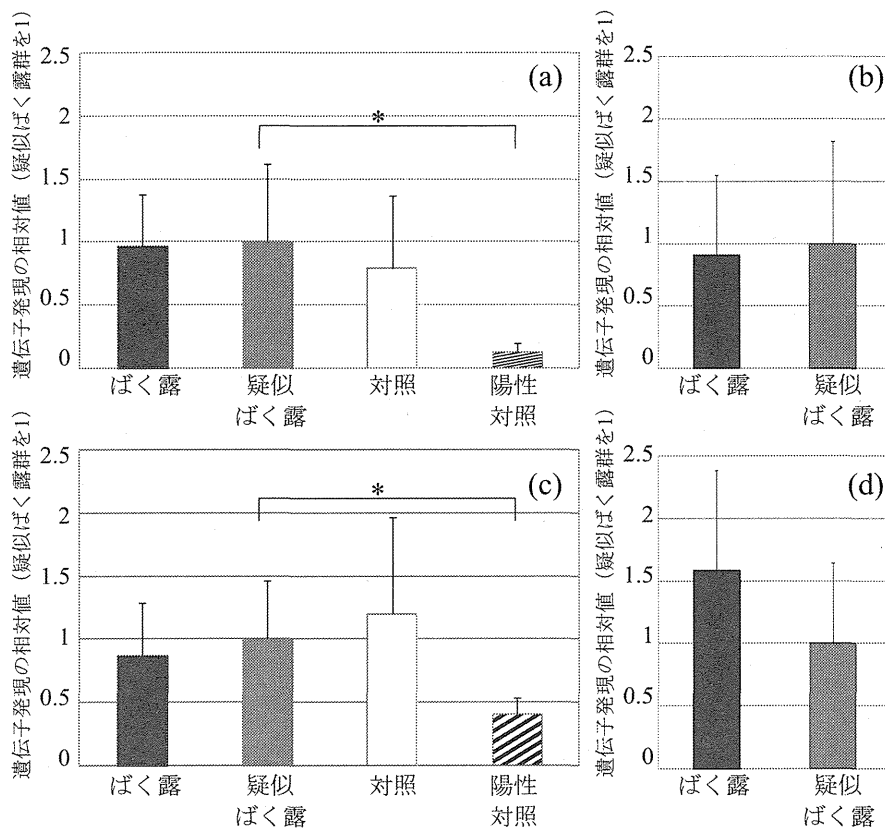 遺伝子発現の相対値（疑似ばく露群を1）
2.5
2
1.5
1
0.5
0
(a)
*
ばく露
疑似
ばく露
対照
陽性
対照
遺伝子発現の相対値（疑似ばく露群を1）
2.5
2
1.5
1
0.5
0
(b)
ばく露
疑似
ばく露
遺伝子発現の相対値（疑似ばく露群を1）
2.5
2
1.5
1
0.5
0
(c)
*
ばく露
疑似
ばく露
対照
陽性
対照
遺伝子発現の相対値（疑似ばく露群を1）
2.5
2
1.5
1
0.5
0
(d)
ばく露
疑似
ばく露